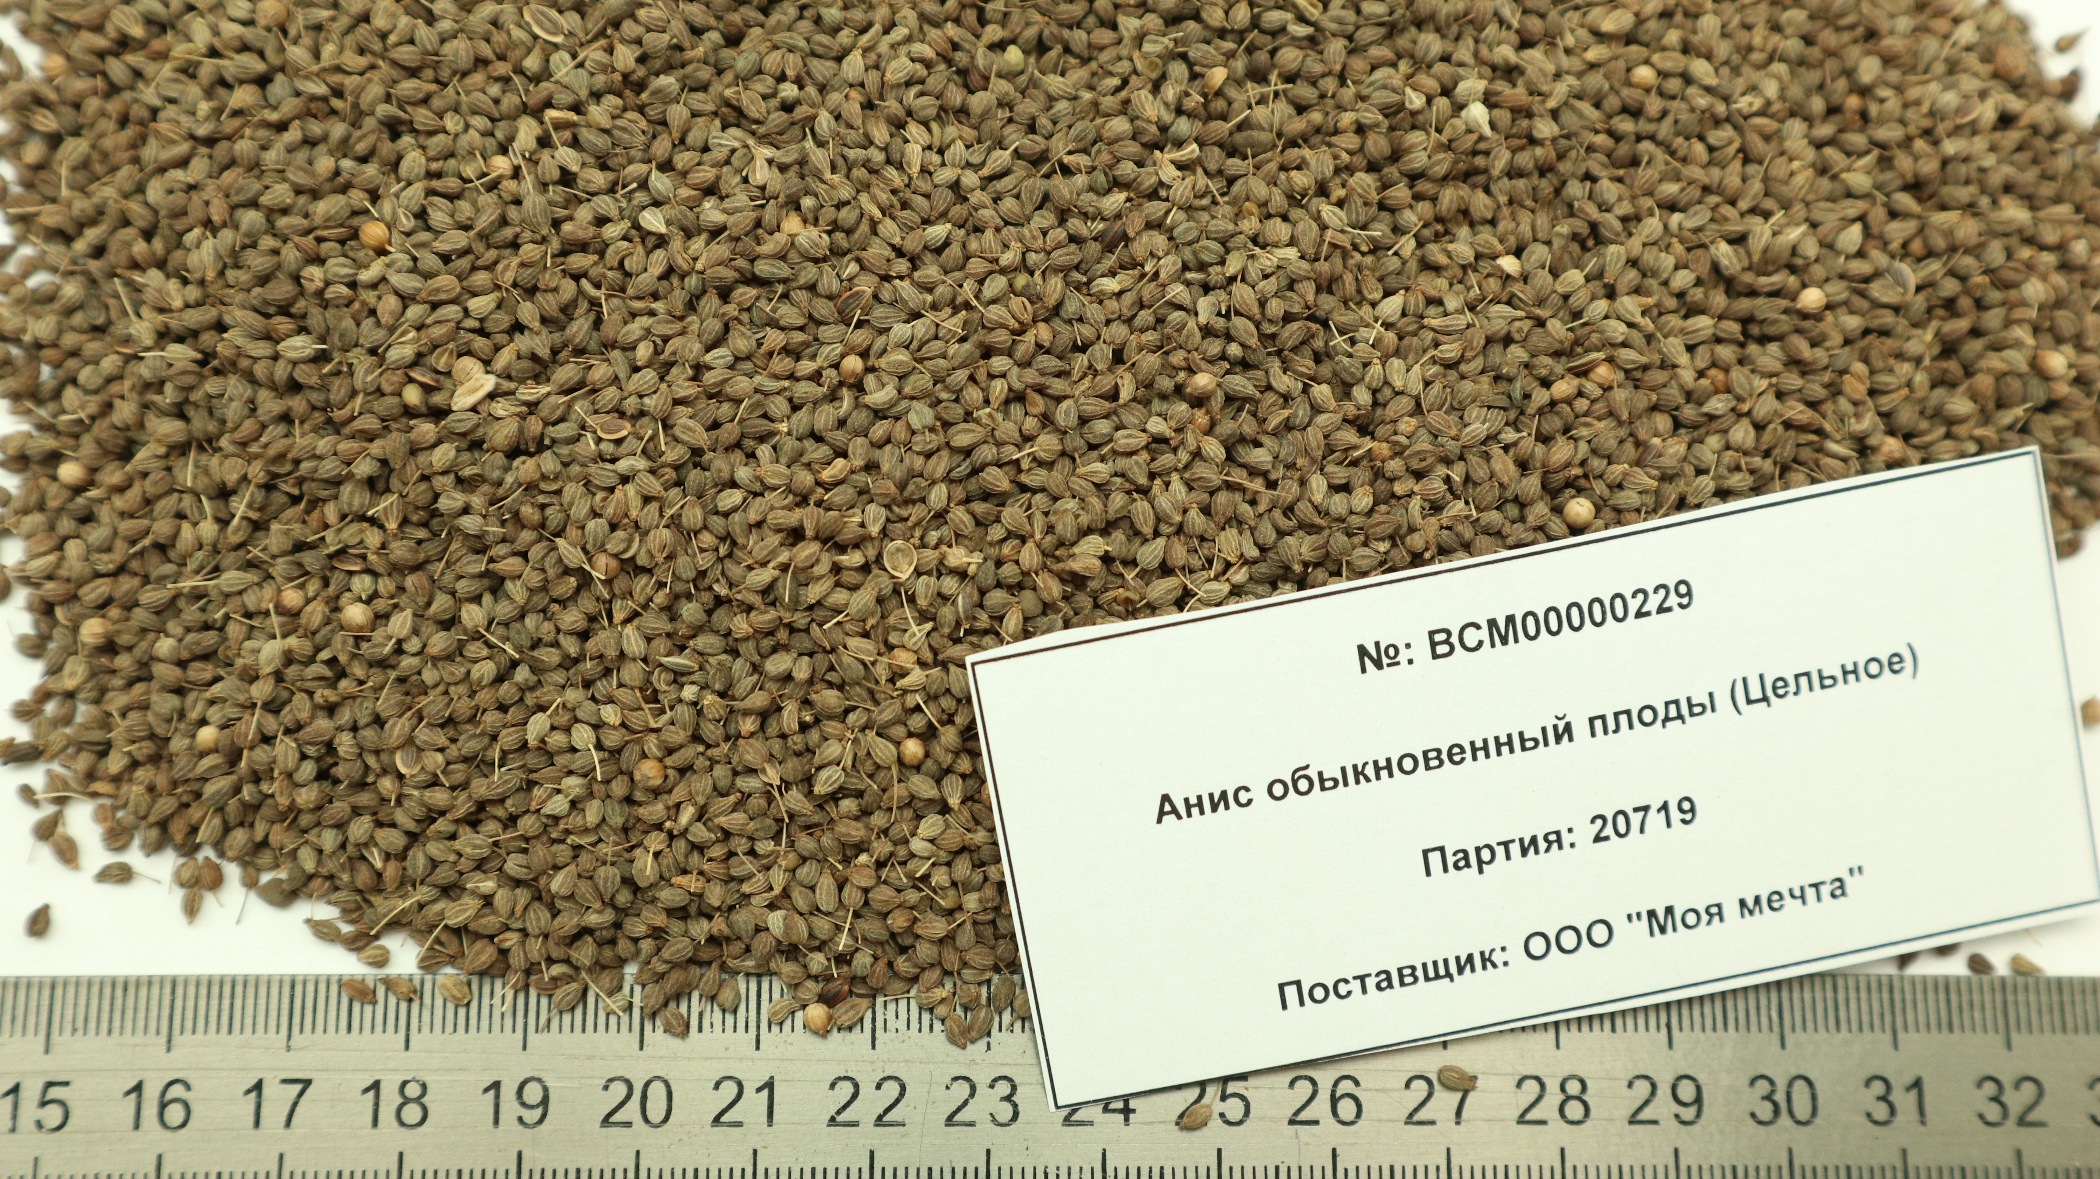 №: BCM00000229
Анис обыкновенный плоды (Цельное)
Партия: 20719
Поставщик: ООО "Моя мечта"
15 16 17 18 19 20 21 22 23 24 25 26 27 28 29 30 31 32